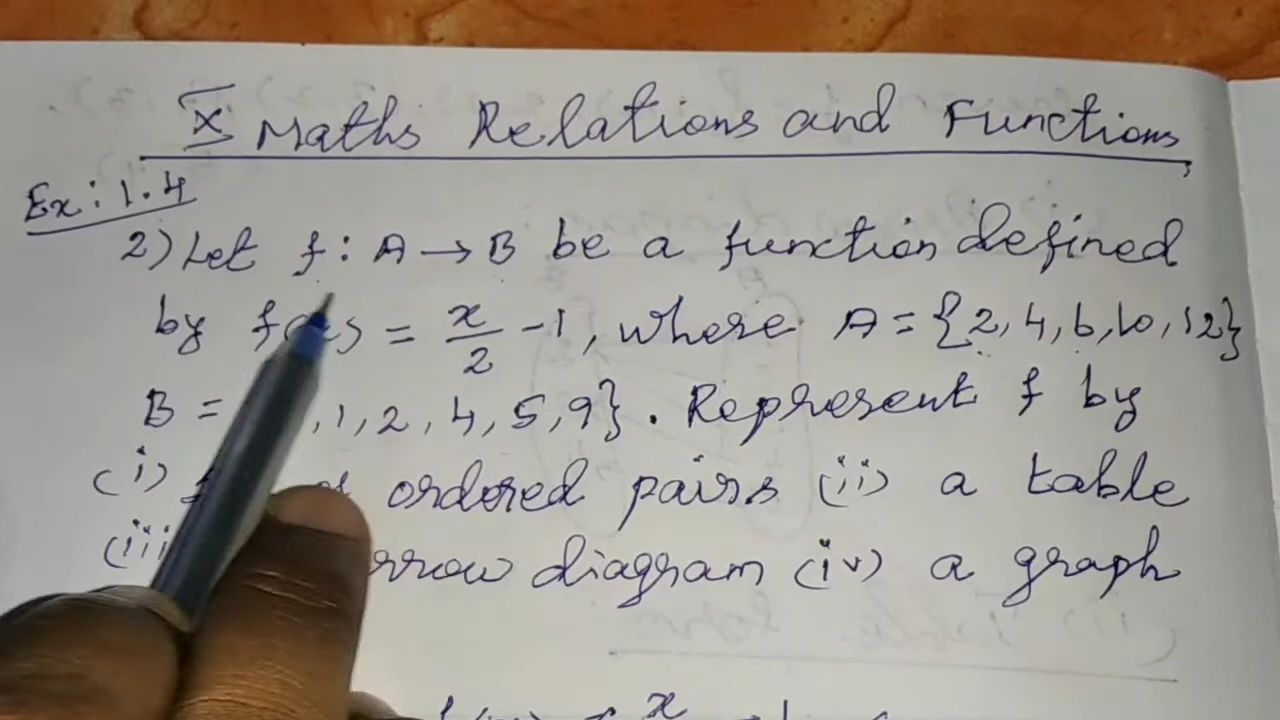 X Maths Relations and Functions
Ex: 1.4
2) Let f : A → B be a function defined
by = x/2 - 1, where A = {2, 4, 6, 10, 12}
B = , 1, 2, 4, 5, 9}. Represent f by
(i) ordered pairs (ii) a table
(iii diagram (iv) a graph